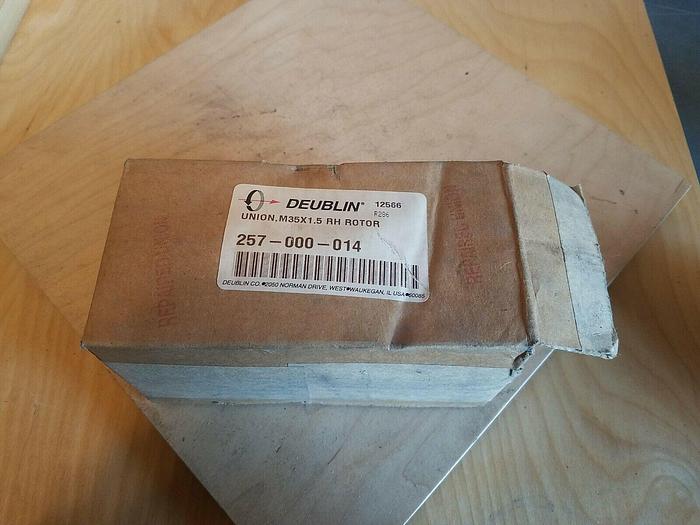 DEUBLIN® 12566
R286
UNION, M35X1.5 RH ROTOR
257-000-014
DEUBLIN CO.●2050 NORMAN DRIVE, WEST●WAUKEGAN, IL USA●60085